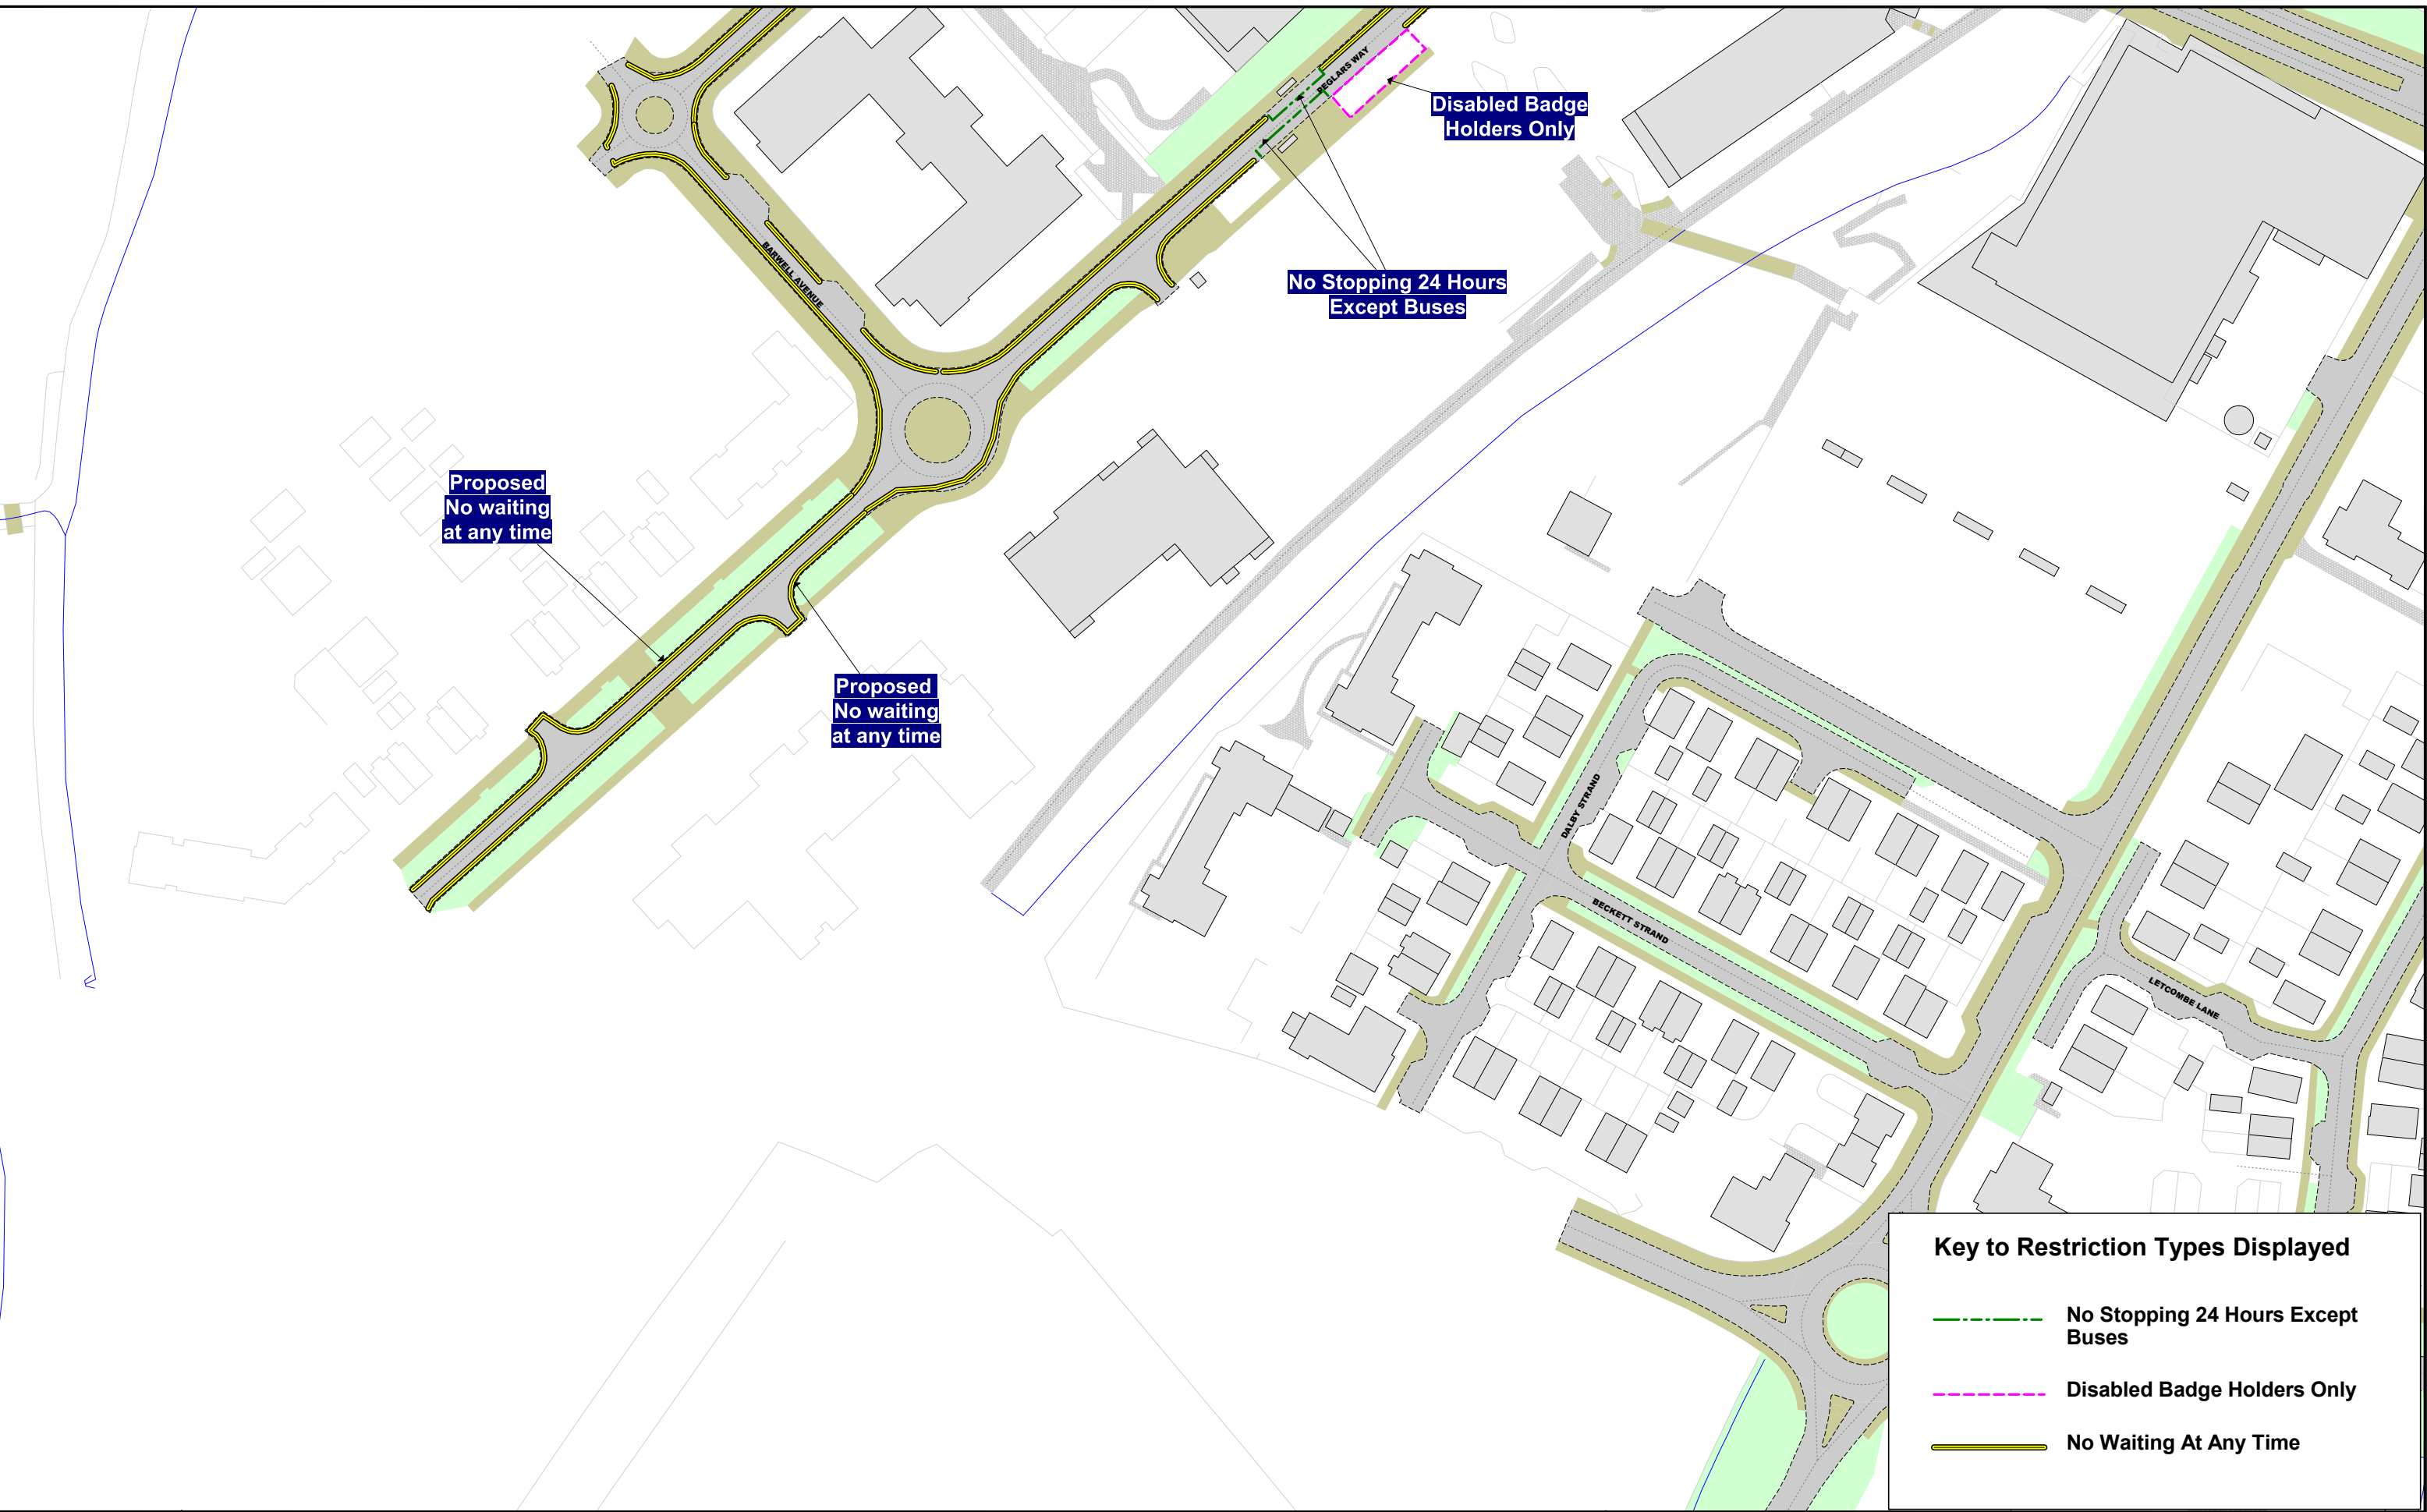 PEGLARS WAY
Disabled Badge
Holders Only
BARWELL AVENUE
No Stopping 24 Hours
Except Buses
Proposed
No waiting
at any time
Proposed
No waiting
at any time
DALBY STRAND
BECKETT STRAND
LETCOMBE LANE
Key to Restriction Types Displayed
No Stopping 24 Hours Except
Buses
Disabled Badge Holders Only
No Waiting At Any Time